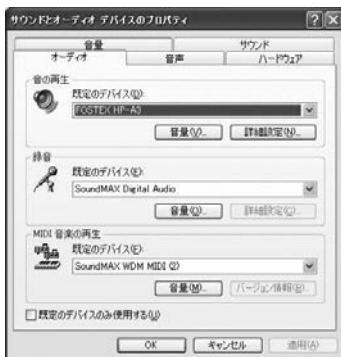 サウンドとオーディオ デバイスのプロパティ
音量 サウンド
オーディオ 音声 ハードウェア
音の再生
既定のデバイス(D):
FOSTEX HP-A3
音量(V)... 詳細設定(N)...
録音
既定のデバイス(E):
SoundMAX Digital Audio
音量(O)... 詳細設定(C)...
MIDI 音楽の再生
既定のデバイス(F):
SoundMAX WDM MIDI (2)
音量(M)... バージョン情報(B)...
既定のデバイスのみ使用する(U)
OK キャンセル 適用(A)